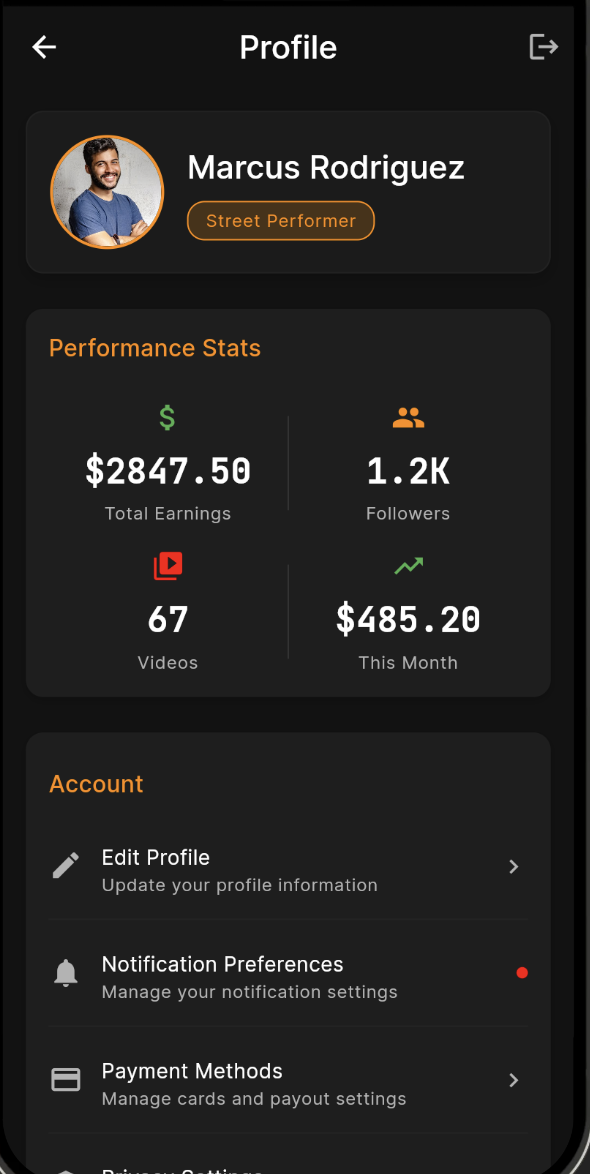 Profile
Marcus Rodriguez
Street Performer
Performance Stats
$2847.50
1.2K
Total Earnings
Followers
67
$485.20
Videos
This Month
Account
Edit Profile
Update your profile information
Notification Preferences
Manage your notification settings
Payment Methods
Manage cards and payout settings
Privacy Settings